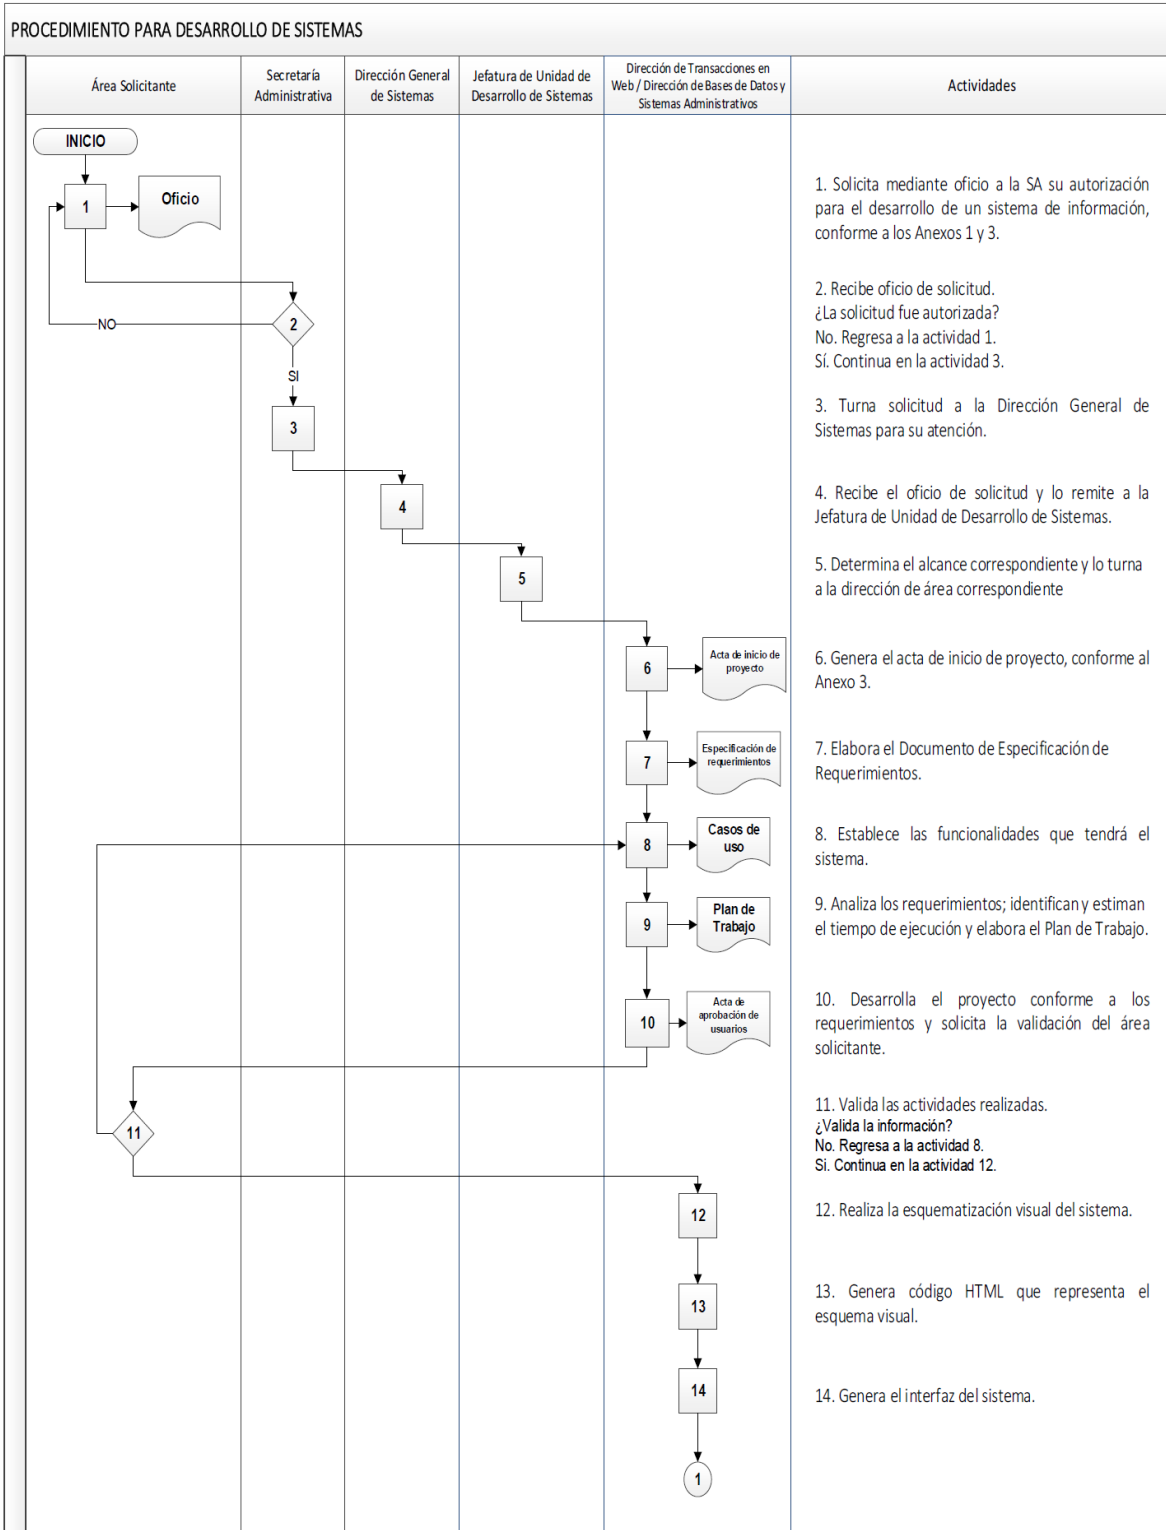 PROCEDIMIENTO PARA DESARROLLO DE SISTEMAS
Área Solicitante
Secretaría
Administrativa
Dirección General
de Sistemas
Jefatura de Unidad de
Desarrollo de Sistemas
Dirección de Transacciones en
Web / Dirección de Bases de Datos y
Sistemas Administrativos
Actividades
INICIO
1
Oficio
1. Solicita mediante oficio a la SA su autorización
para el desarrollo de un sistema de información,
conforme a los Anexos 1 y 3.
2
NO
SI
2. Recibe oficio de solicitud.
¿La solicitud fue autorizada?
No. Regresa a la actividad 1.
Sí. Continua en la actividad 3.
3
3. Turna solicitud a la Dirección General de
Sistemas para su atención.
4
4. Recibe el oficio de solicitud y lo remite a la
Jefatura de Unidad de Desarrollo de Sistemas.
5
5. Determina el alcance correspondiente y lo turna
a la dirección de área correspondiente
6
Acta de inicio de
proyecto
6. Genera el acta de inicio de proyecto, conforme al
Anexo 3.
7
Especificación de
requerimientos
7. Elabora el Documento de Especificación de
Requerimientos.
8
Casos de
uso
8. Establece las funcionalidades que tendrá el
sistema.
9
Plan de
Trabajo
9. Analiza los requerimientos; identifican y estiman
el tiempo de ejecución y elabora el Plan de Trabajo.
10
Acta de
aprobación de
usuarios
10. Desarrolla el proyecto conforme a los
requerimientos y solicita la validación del área
solicitante.
11
11. Valida las actividades realizadas.
¿Valida la información?
No. Regresa a la actividad 8.
Si. Continua en la actividad 12.
12
12. Realiza la esquematización visual del sistema.
13
13. Genera código HTML que representa el
esquema visual.
14
14. Genera el interfaz del sistema.
1